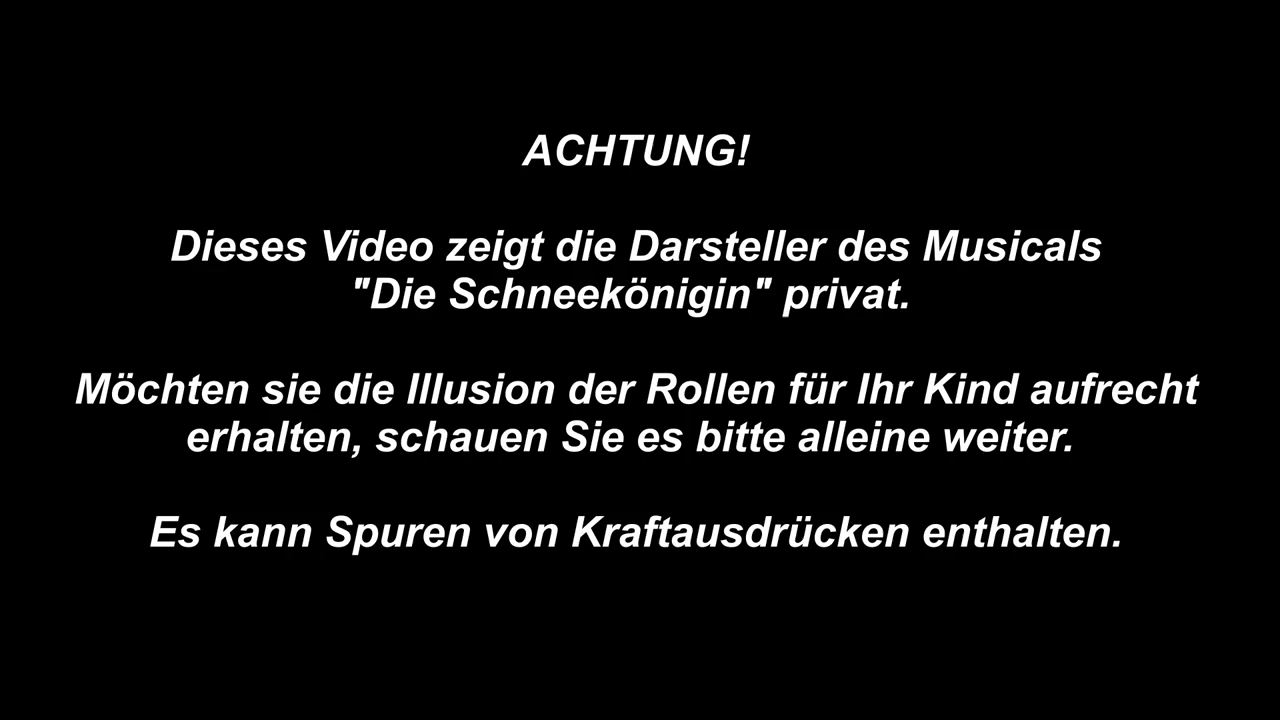 ACHTUNG!
Dieses Video zeigt die Darsteller des Musicals
"Die Schneekönigin" privat.
Möchten sie die Illusion der Rollen für Ihr Kind aufrecht
erhalten, schauen Sie es bitte alleine weiter.
Es kann Spuren von Kraftausdrücken enthalten.